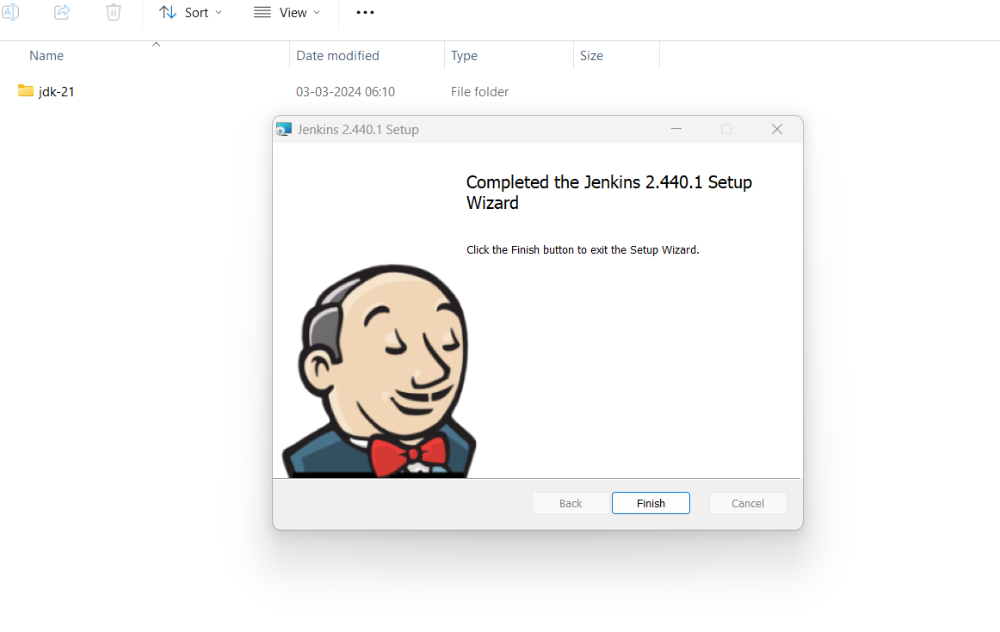 Sort View
Name Date modified Type Size
jdk-21 03-03-2024 06:10 File folder
Jenkins 2.440.1 Setup
Completed the Jenkins 2.440.1 Setup
Wizard
Click the Finish button to exit the Setup Wizard.
Back Finish Cancel